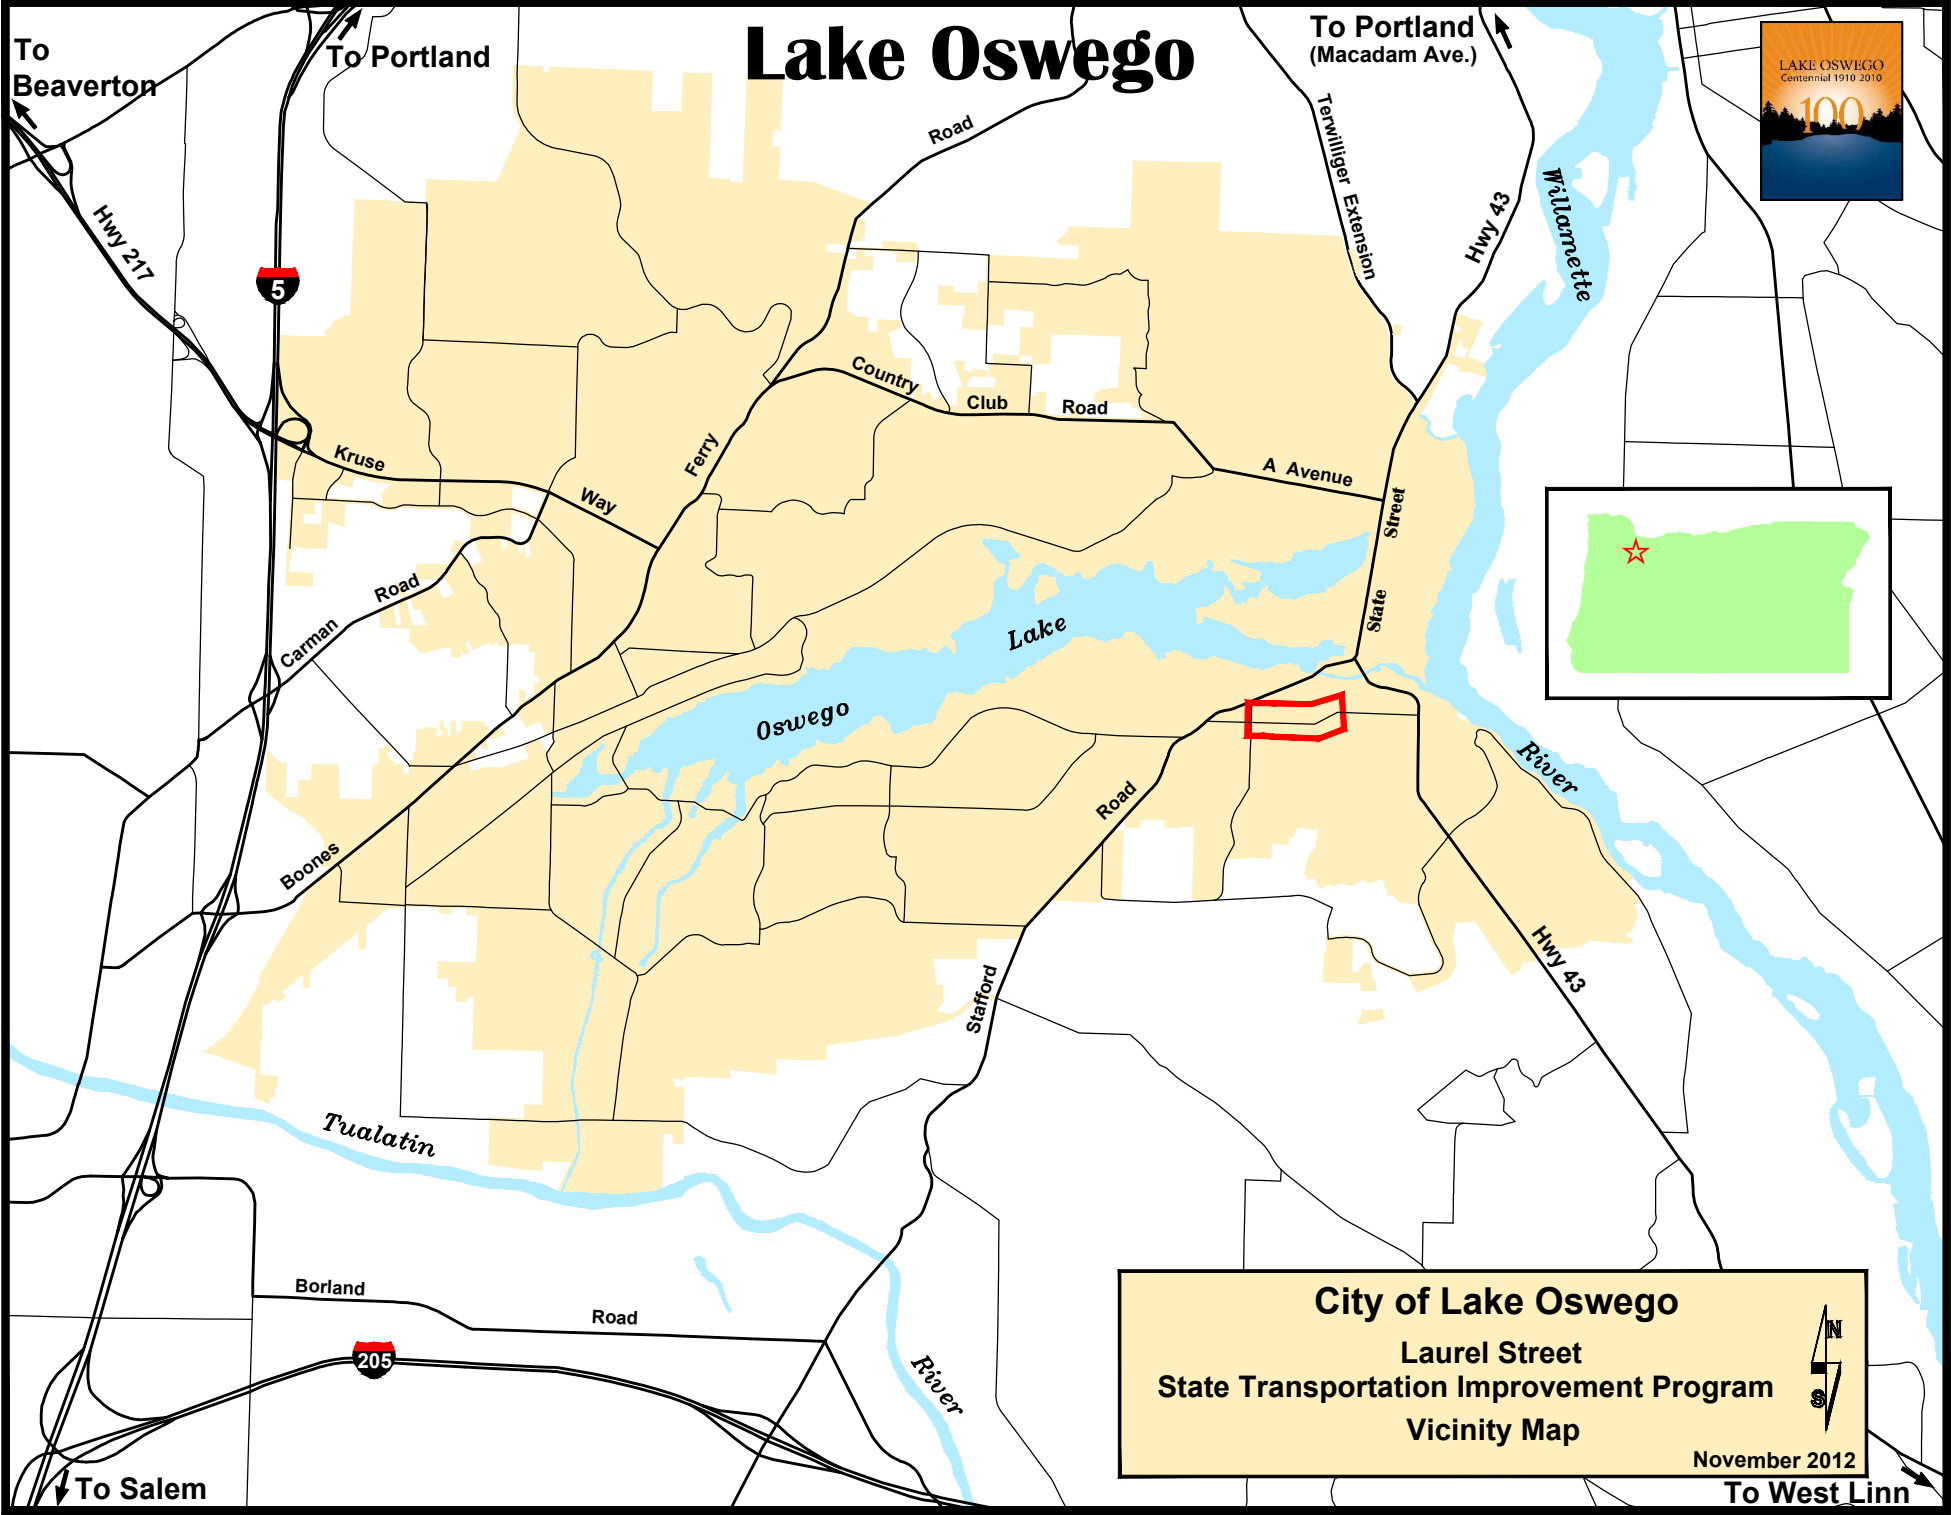 Lake Oswego
To
Beaverton
To Portland
To Portland
(Macadam Ave.)
LAKE OSWEGO
Centennial 1910-2010
100
Road
Terwilliger Extension
Hwy 43
Willamette
Hwy 217
5
Country
Club
Road
Kruse
Way
Ferry
A Avenue
Street
State
Carman
Road
Lake
Oswego
River
Road
Boones
Stafford
Hwy 43
Tualatin
Borland
Road
205
River
City of Lake Oswego
Laurel Street
State Transportation Improvement Program
Vicinity Map
November 2012
N
S
To Salem
To West Linn